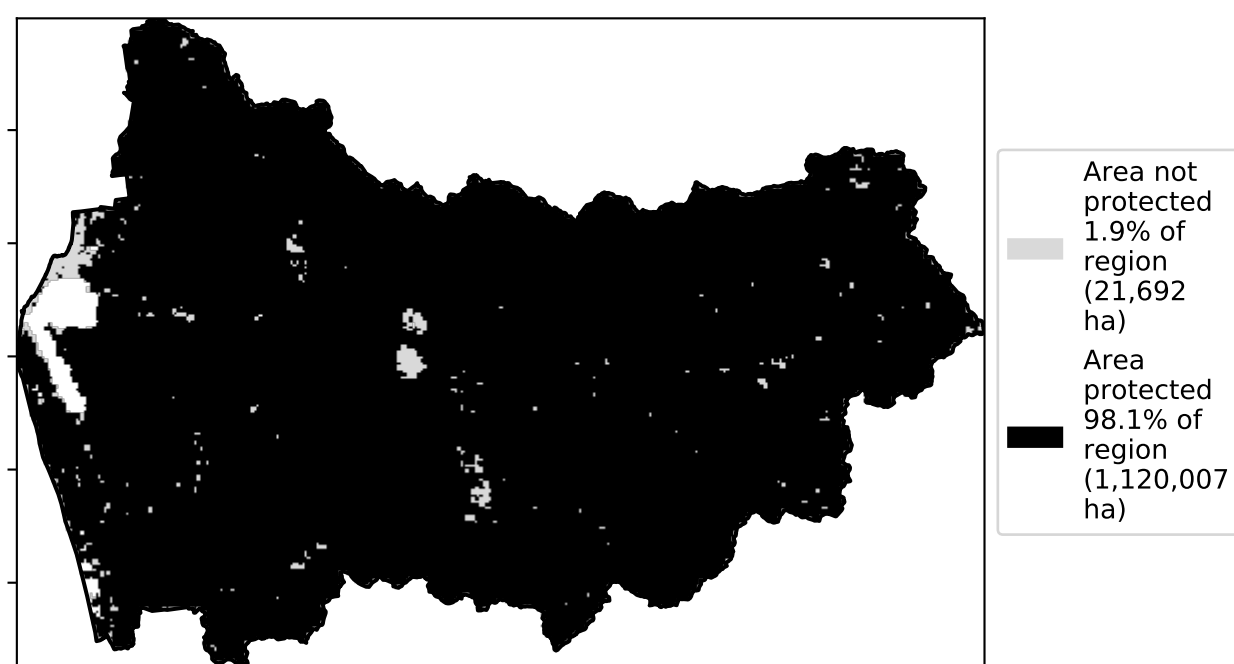 Area not
protected
1.9% of
region
(21,692
ha)
Area
protected
98.1% of
region
(1,120,007
ha)